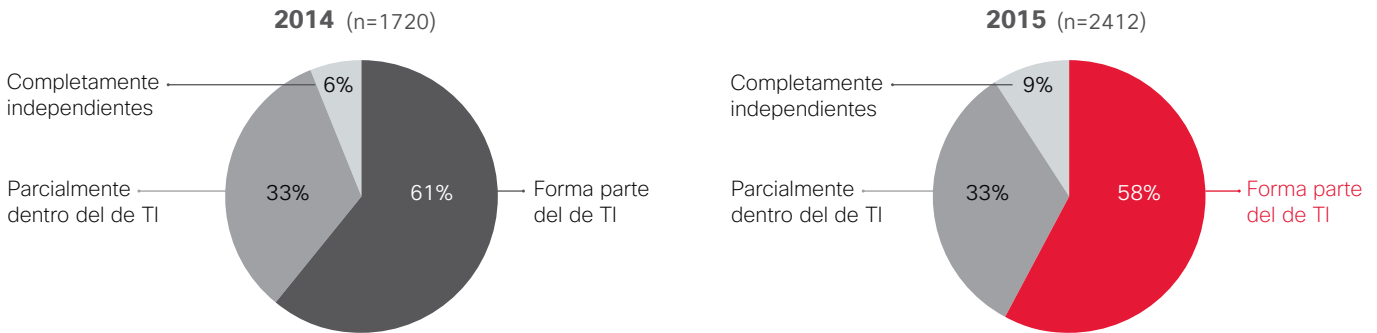 2014 (n=1720)
Completamente
independientes
6%
Parcialmente
dentro del de TI
33%
61%
Forma parte
del de TI
2015 (n=2412)
Completamente
independientes
9%
Parcialmente
dentro del de TI
33%
58%
Forma parte
del de TI